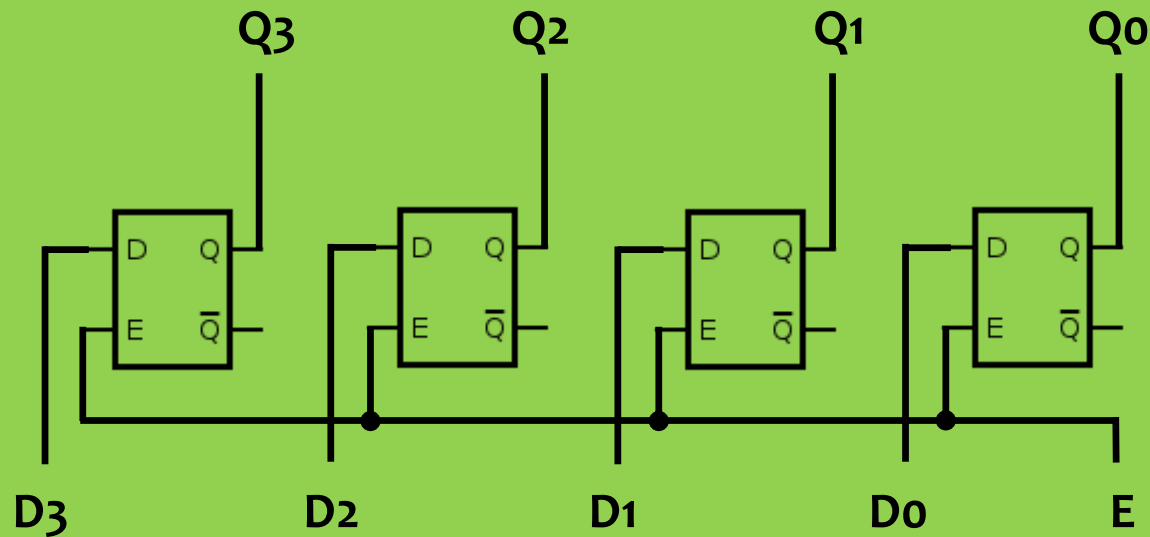 Q3 Q2 Q1 Q0
D Q D Q D Q D Q
E Q̅ E Q̅ E Q̅ E Q̅
D3 D2 D1 D0 E